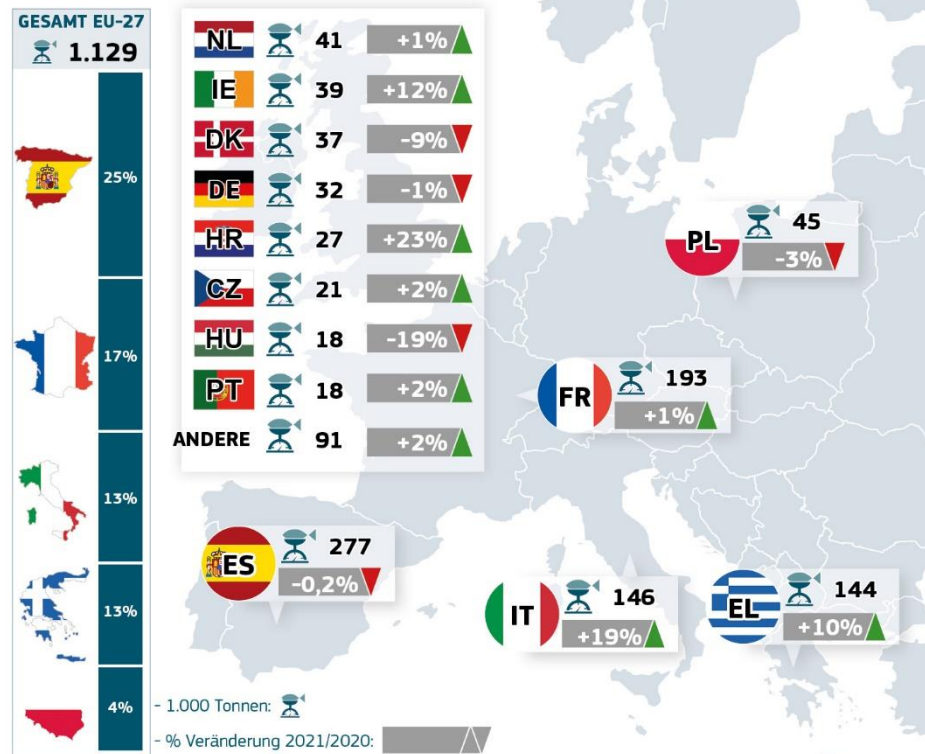 GESAMT EU-27
1.129
25%
17%
13%
13%
4%
NL 41 +1%
IE 39 +12%
DK 37 -9%
DE 32 -1%
HR 27 +23%
CZ 21 +2%
HU 18 -19%
PT 18 +2%
ANDERE 91 +2%
PL 45
-3%
FR 193
+1%
ES 277
-0,2%
IT 146
+19%
EL 144
+10%
- 1.000 Tonnen:
- % Veränderung 2021/2020: